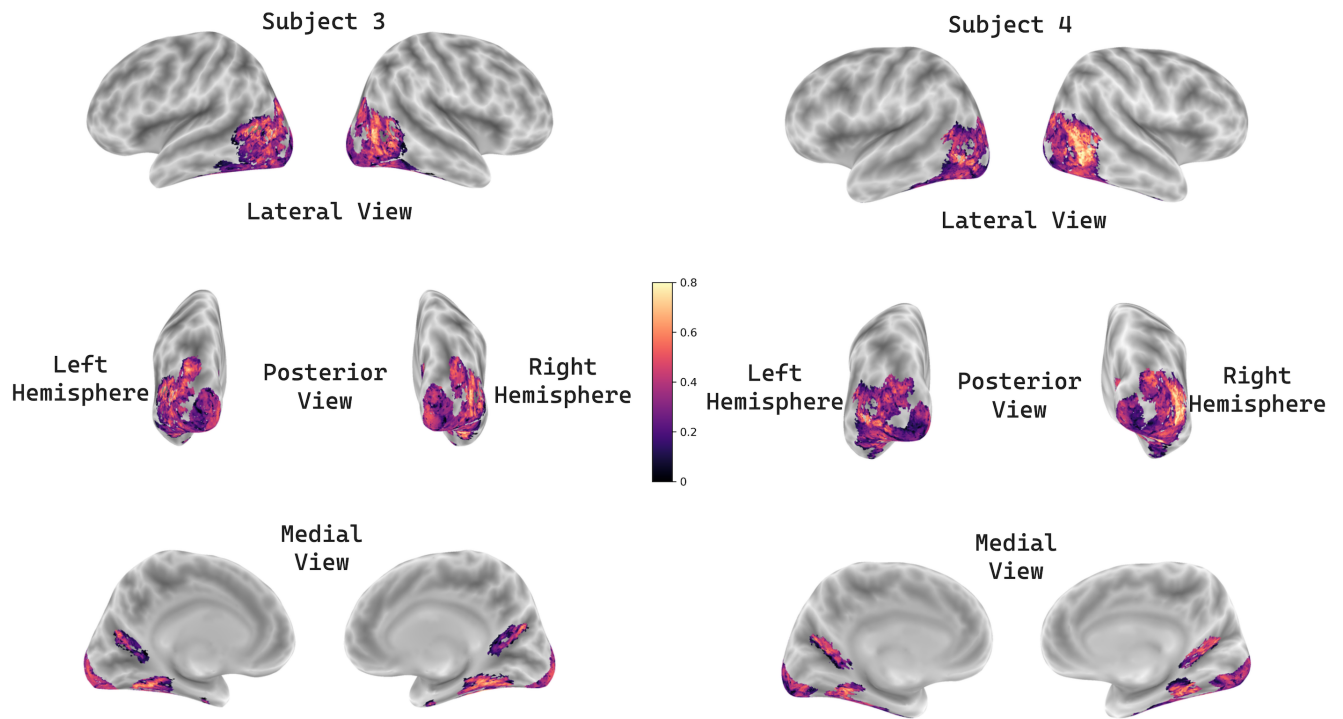 Subject 3
Subject 4
Lateral View
Lateral View
Left
Hemisphere
Posterior
View
Right
Hemisphere
0.8
0.6
0.4
0.2
0
Left
Hemisphere
Posterior
View
Right
Hemisphere
Medial
View
Medial
View